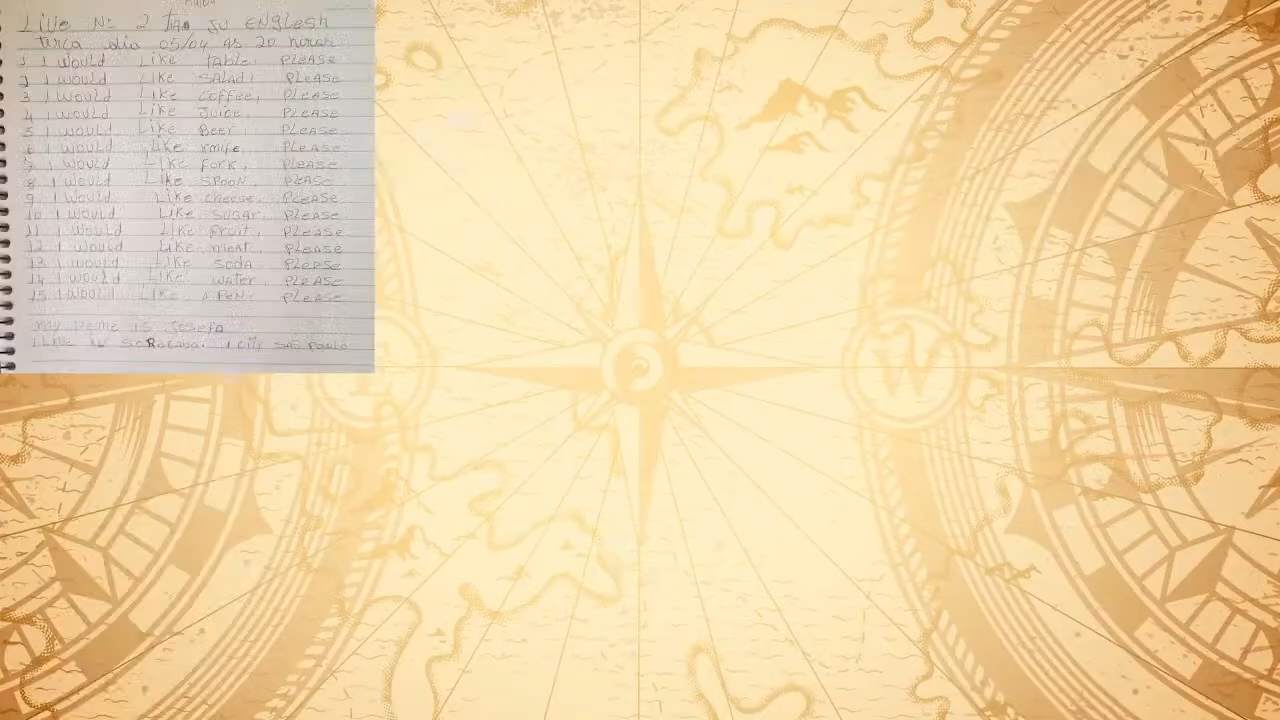 Live Nº 2 Tia Ju ENGLESH
terca dia 05/04 AS 20 horas
1 I Would Like table, PLEASE
2 I would Like SALAD, PLEASE
3 I Would Like COFFEE, PLEASE
4 I would Like Juice, PLEASE
5 I would Like Beer, PLEASE
6 I would Like knife, PLEASE
7 I would Like FORK, PLEASE
8 I would Like SPOON, PLEASE
9 I would Like cheese, PLEASE
10 I would Like SUGAR, PLEASE
11 I would Like Fruit, PLEASE
12 I would Like meat, PLEASE
13 I would Like SODA PLEASE
14 I would Like water, PLEASE
15 I would Like A PEN, PLEASE
my name is Josefa
I Live SoRocaba, city São Paulo
W